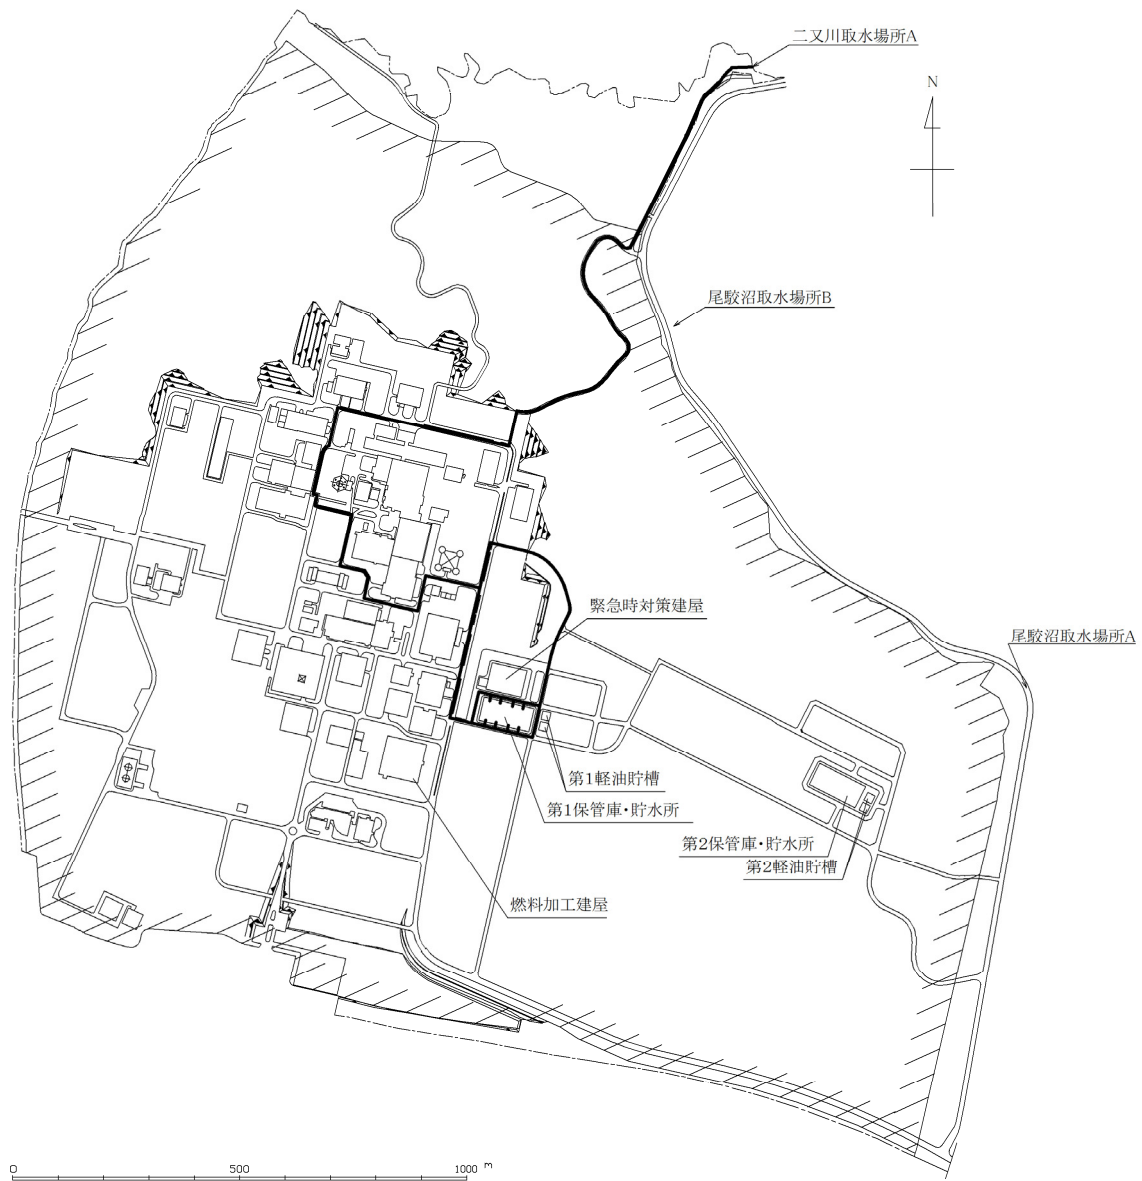 二又川取水場所A
N
尾駮沼取水場所B
緊急時対策建屋
尾駮沼取水場所A
第1軽油貯槽
第1保管庫・貯水所
第2保管庫・貯水所
第2軽油貯槽
燃料加工建屋
0 500 1000 m